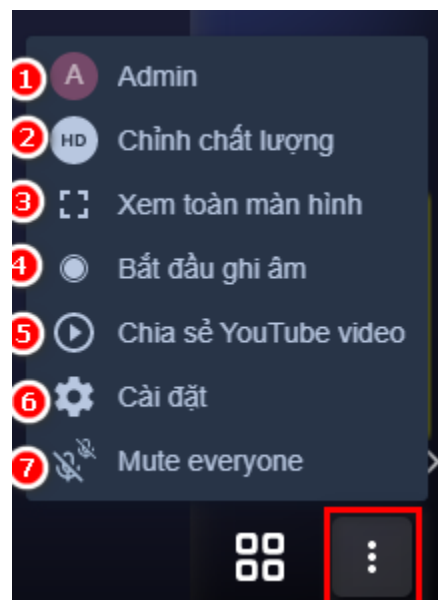 1 A Admin
2 HD Chỉnh chất lượng
3 Xem toàn màn hình
4 Bắt đầu ghi âm
5 Chia sẻ YouTube video
6 Cài đặt
7 Mute everyone